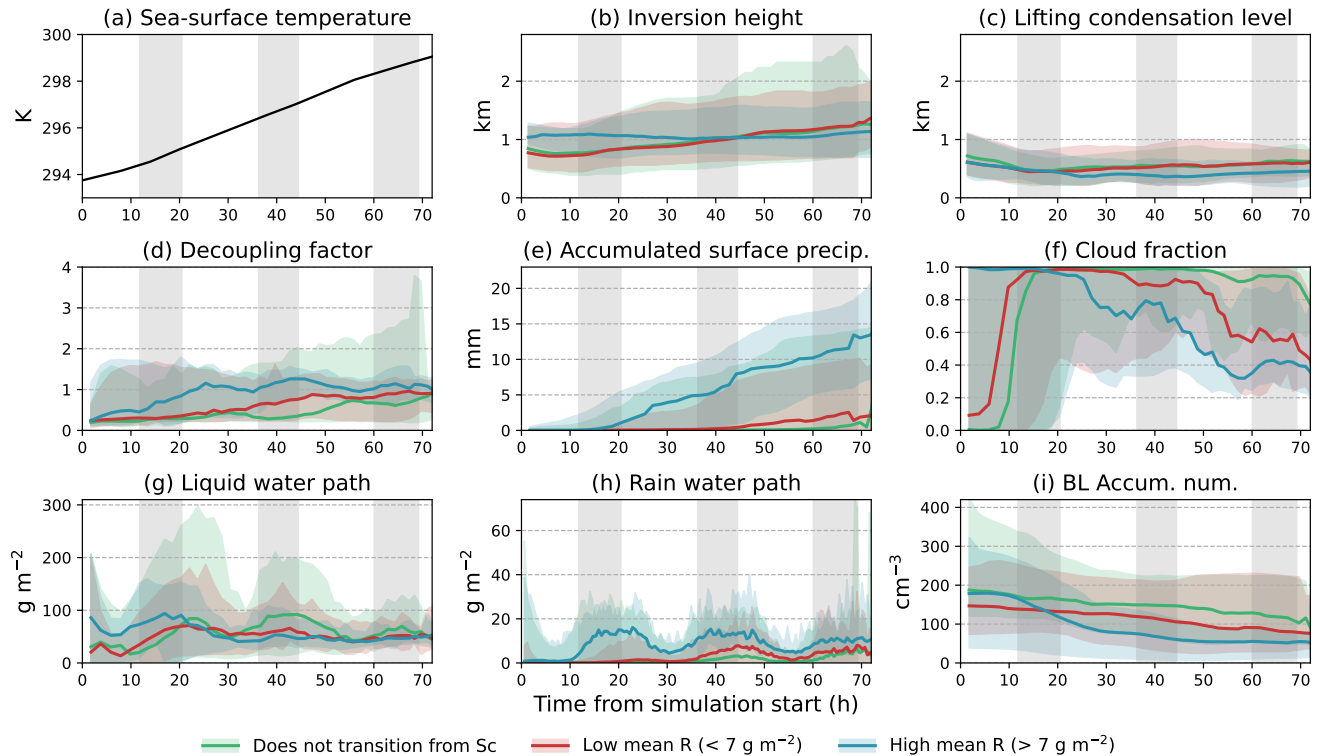 (a) Sea-surface temperature
(b) Inversion height
(c) Lifting condensation level
K
300
298
296
294
0 10 20 30 40 50 60 70
km
2
1
0
0 10 20 30 40 50 60 70
km
2
1
0
0 10 20 30 40 50 60 70
(d) Decoupling factor
(e) Accumulated surface precip.
(f) Cloud fraction
4
3
2
1
0
0 10 20 30 40 50 60 70
mm
20
15
10
5
0
0 10 20 30 40 50 60 70
1.0
0.8
0.6
0.4
0.2
0.0
0 10 20 30 40 50 60 70
(g) Liquid water path
(h) Rain water path
(i) BL Accum. num.
g m⁻²
300
200
100
0
0 10 20 30 40 50 60 70
g m⁻²
60
40
20
0
0 10 20 30 40 50 60 70
cm⁻³
400
300
200
100
0
0 10 20 30 40 50 60 70
Time from simulation start (h)
Does not transition from Sc
Low mean R (< 7 g m⁻²)
High mean R (> 7 g m⁻²)